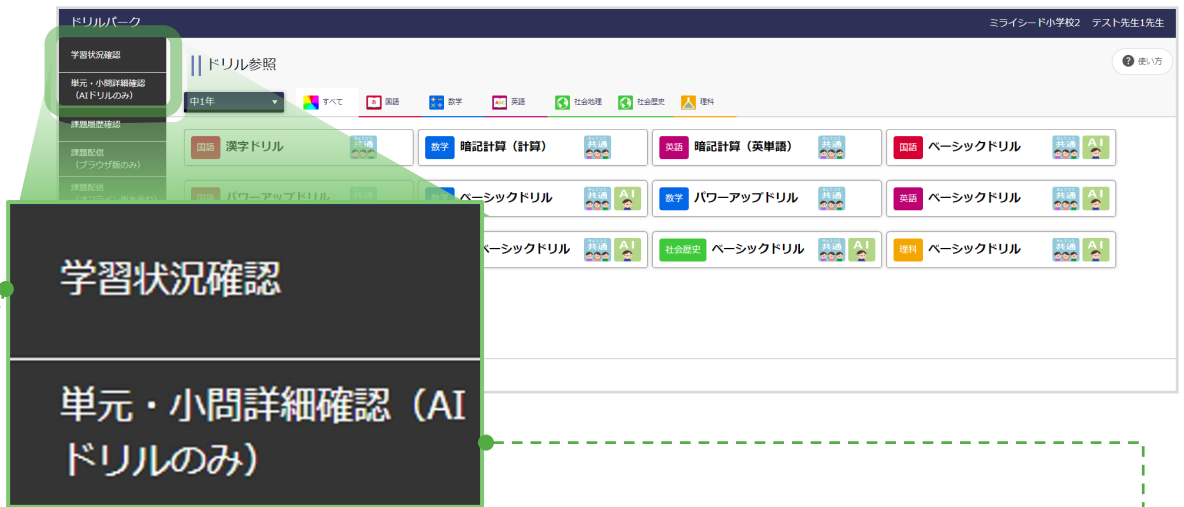 ドリルパーク
ミライシード小学校2 テスト先生1先生
学習状況確認
単元・小問詳細確認
(AIドリルのみ)
課題履歴確認
課題配信
(ブラウザ版のみ)
課題配信
ドリル参照
使い方
中1年
すべて
国語
数学
英語
社会地理
社会歴史
理科
国語 漢字ドリル 共通
数学 暗記計算(計算) 共通
英語 暗記計算(英単語) 共通
国語 ベーシックドリル 共通 AI
国語 パワーアップドリル 共通
数学 ベーシックドリル 共通 AI
数学 パワーアップドリル 共通
英語 ベーシックドリル 共通 AI
ベーシックドリル 共通 AI
社会歴史 ベーシックドリル 共通 AI
理科 ベーシックドリル 共通 AI
学習状況確認
単元・小問詳細確認(AI
ドリルのみ)